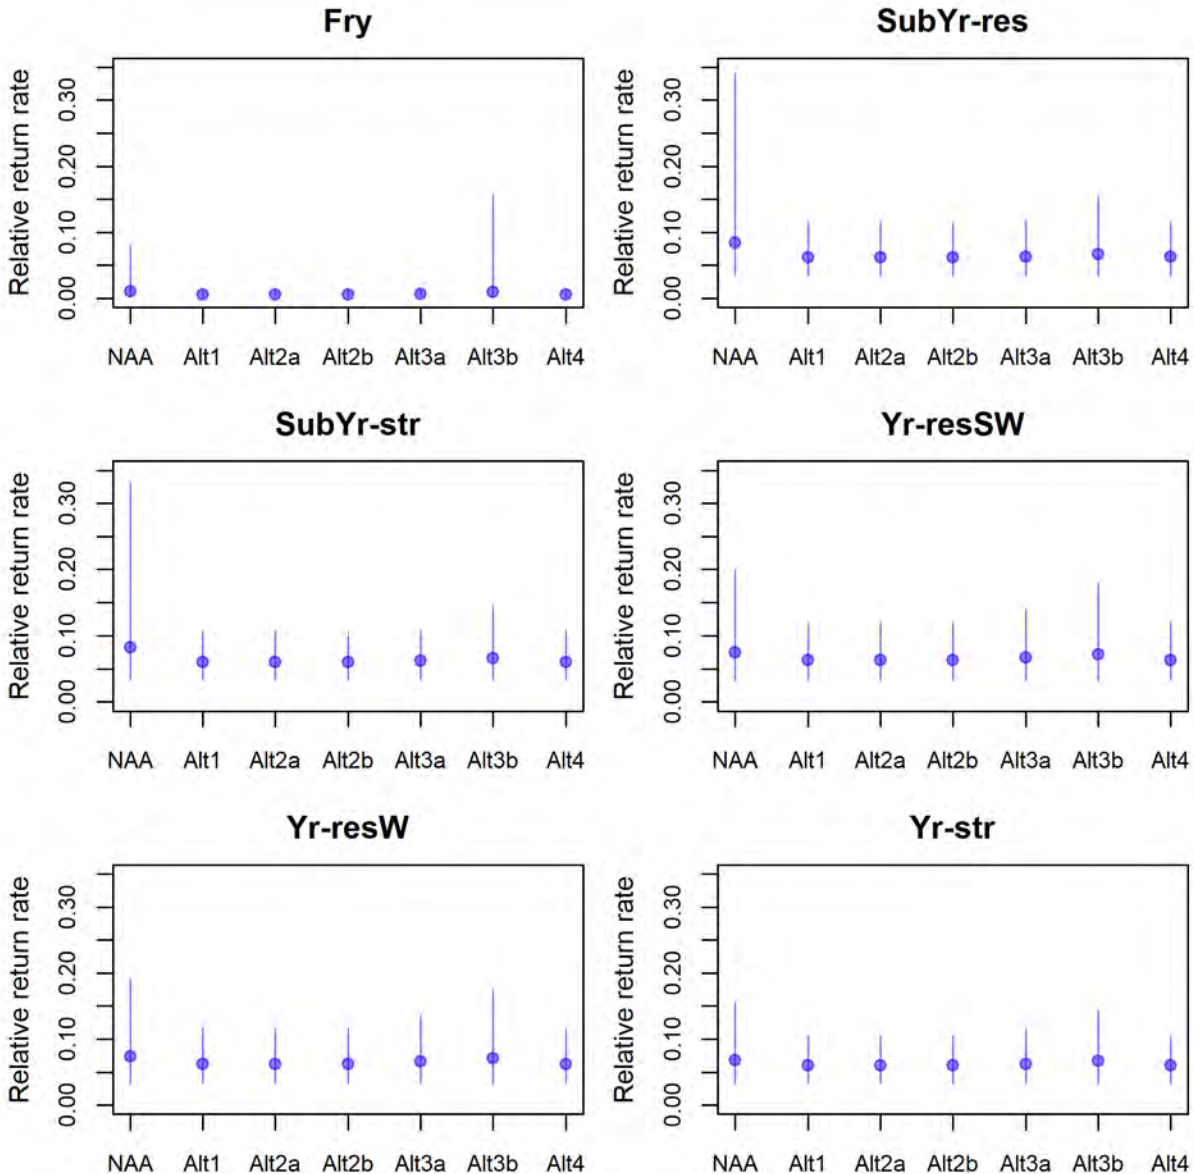 Fry
SubYr-res
Relative return rate
0.00 0.10 0.20 0.30
NAA Alt1 Alt2a Alt2b Alt3a Alt3b Alt4
Relative return rate
0.00 0.10 0.20 0.30
NAA Alt1 Alt2a Alt2b Alt3a Alt3b Alt4
SubYr-str
Yr-resSW
Relative return rate
0.00 0.10 0.20 0.30
NAA Alt1 Alt2a Alt2b Alt3a Alt3b Alt4
Relative return rate
0.00 0.10 0.20 0.30
NAA Alt1 Alt2a Alt2b Alt3a Alt3b Alt4
Yr-resW
Yr-str
Relative return rate
0.00 0.10 0.20 0.30
NAA Alt1 Alt2a Alt2b Alt3a Alt3b Alt4
Relative return rate
0.00 0.10 0.20 0.30
NAA Alt1 Alt2a Alt2b Alt3a Alt3b Alt4